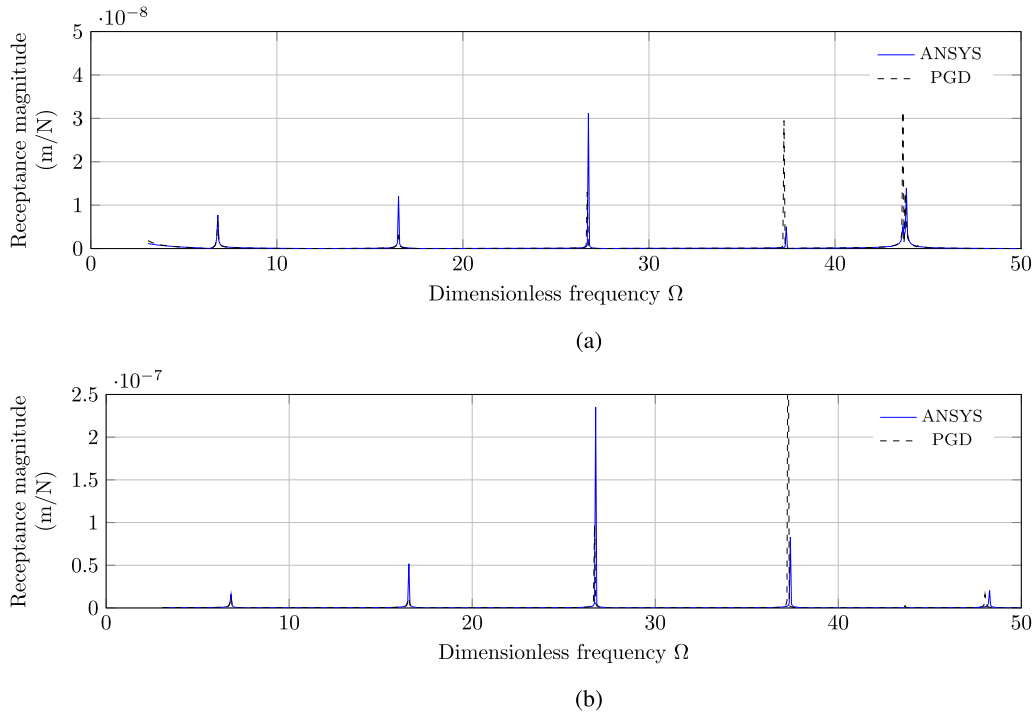 ·10⁻⁸
5
4
3
2
1
0
Receptance magnitude
(m/N)
ANSYS
PGD
0 10 20 30 40 50
Dimensionless frequency Ω
(a)
·10⁻⁷
2.5
2
1.5
1
0.5
0
Receptance magnitude
(m/N)
ANSYS
PGD
0 10 20 30 40 50
Dimensionless frequency Ω
(b)